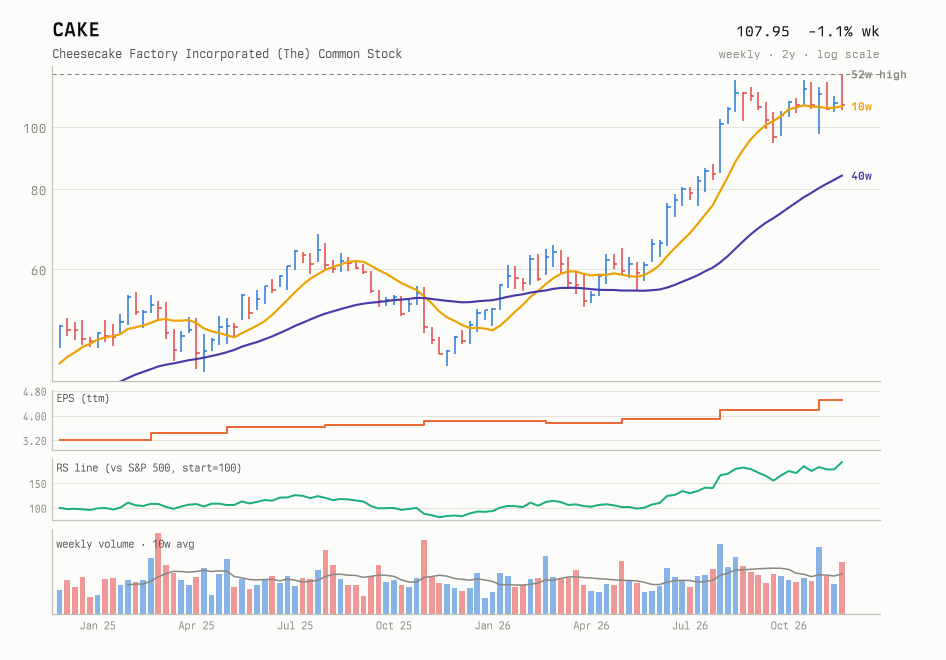 CAKE
107.95 -1.1% wk
Cheesecake Factory Incorporated (The) Common Stock
weekly · 2y · log scale
52w high
10w
100
80
40w
60
4.80
EPS (ttm)
4.00
3.20
RS line (vs S&P 500, start=100)
150
100
weekly volume · 10w avg
Jan 25 Apr 25 Jul 25 Oct 25 Jan 26 Apr 26 Jul 26 Oct 26